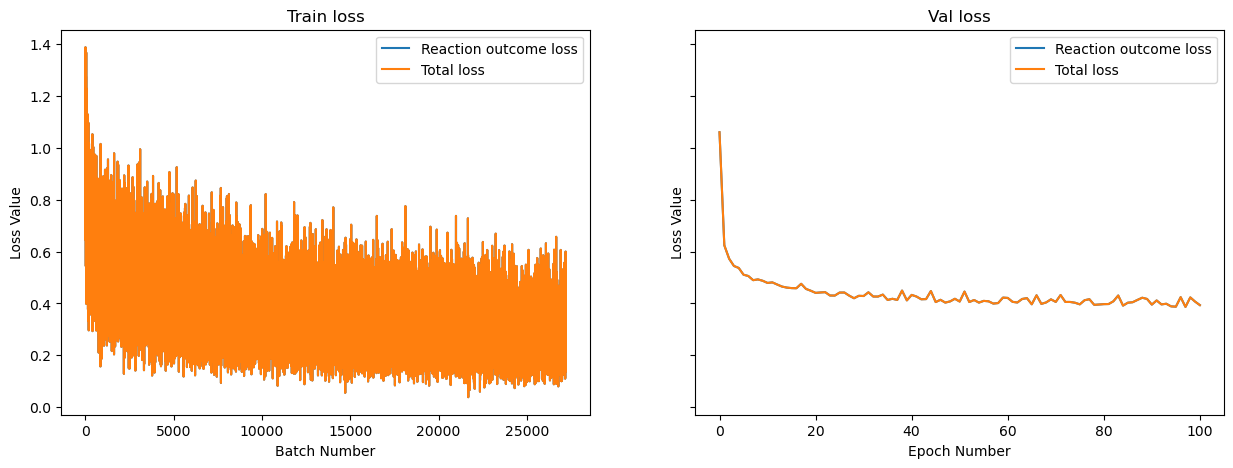 Train loss
Loss Value
1.4
1.2
1.0
0.8
0.6
0.4
0.2
0.0
Reaction outcome loss
Total loss
0 5000 10000 15000 20000 25000
Batch Number
Val loss
Loss Value
Reaction outcome loss
Total loss
0 20 40 60 80 100
Epoch Number